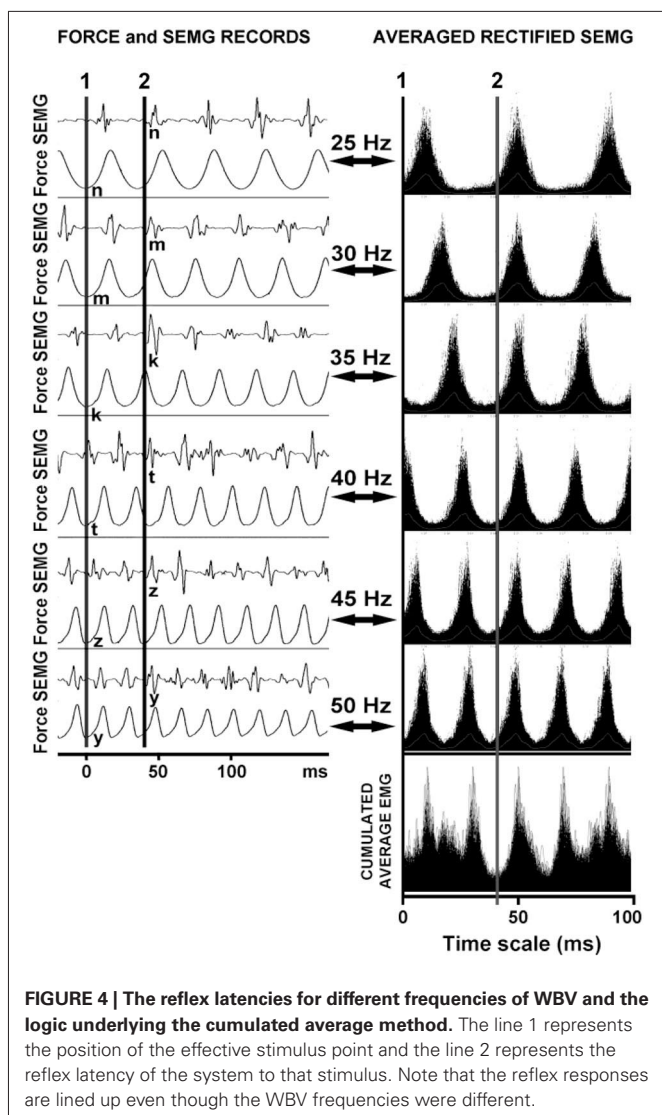 FORCE and SEMG RECORDS
AVERAGED RECTIFIED SEMG
1 2
1 2
Force SEMG
n
n
25 Hz
Force SEMG
m
m
30 Hz
Force SEMG
k
k
35 Hz
Force SEMG
t
t
40 Hz
Force SEMG
z
z
45 Hz
Force SEMG
y
y
50 Hz
0 50 100 ms
CUMULATED
AVERAGE EMG
0 50 100
Time scale (ms)
FIGURE 4 | The reflex latencies for different frequencies of WBV and the
logic underlying the cumulated average method. The line 1 represents
the position of the effective stimulus point and the line 2 represents the
reflex latency of the system to that stimulus. Note that the reflex responses
are lined up even though the WBV frequencies were different.